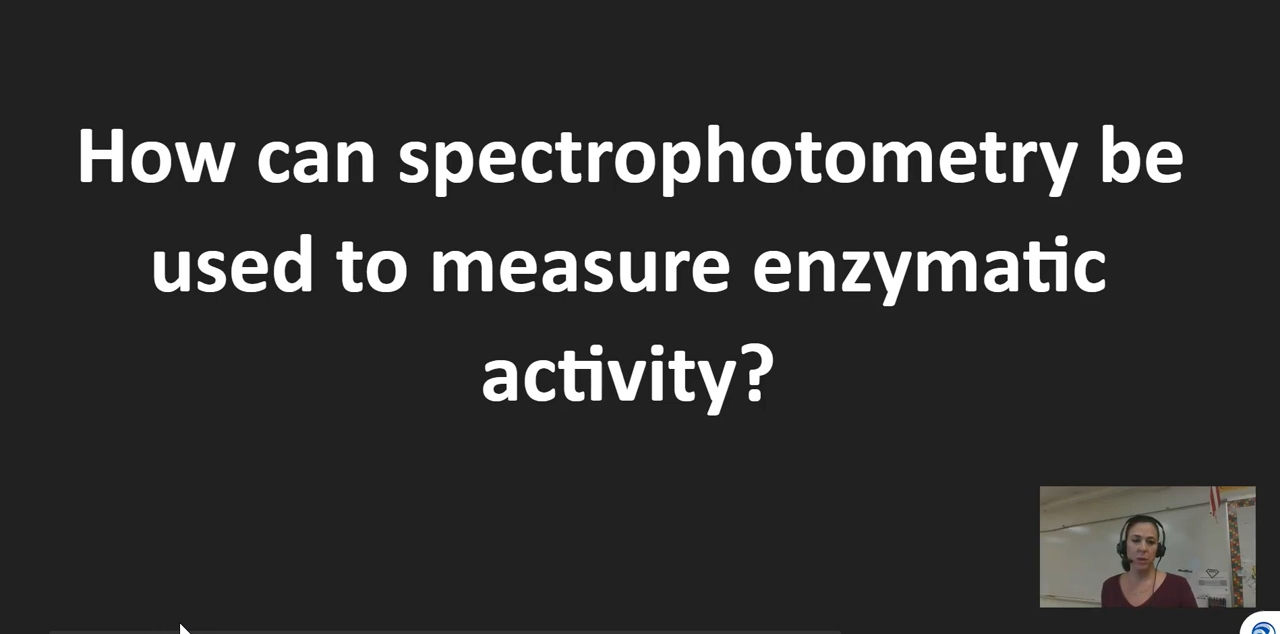 How can spectrophotometry be
used to measure enzymatic
activity?